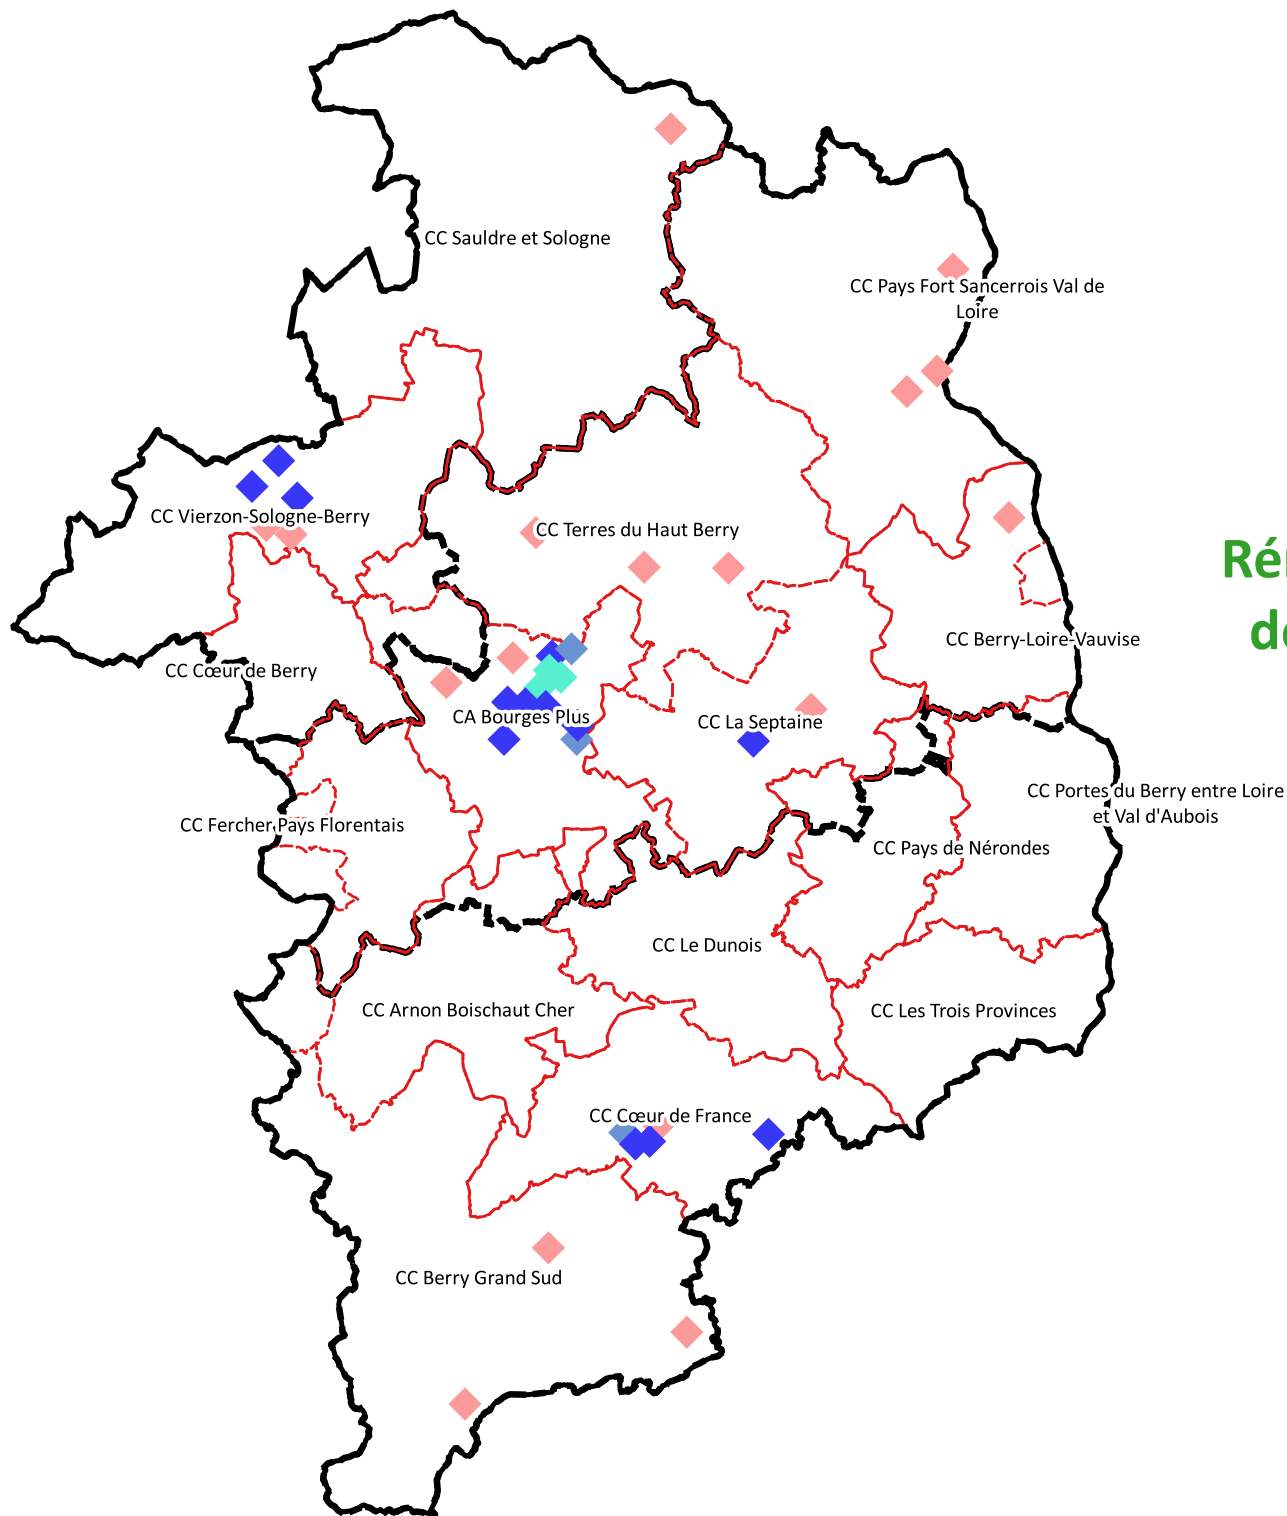 CC Sauldre et Sologne
CC Pays Fort Sancerrois Val de
Loire
CC Vierzon-Sologne-Berry
CC Terres du Haut Berry
CC Berry-Loire-Vauvise
CC Cœur de Berry
CA Bourges Plus
CC La Septaine
CC Portes du Berry entre Loire
et Val d'Aubois
CC Fercher Pays Florentais
CC Pays de Nérondes
CC Le Dunois
CC Arnon Boischaut Cher
CC Les Trois Provinces
CC Cœur de France
CC Berry Grand Sud